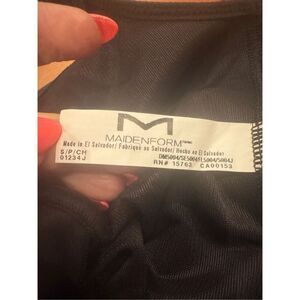 M
MAIDENFORM
Made in El Salvador/ Fabriqué au Salvador/ Hecho en El Salvador
S/P/CH DM5004/SE5004/FL5004/5004J
01234J RN# 15763 CA00153